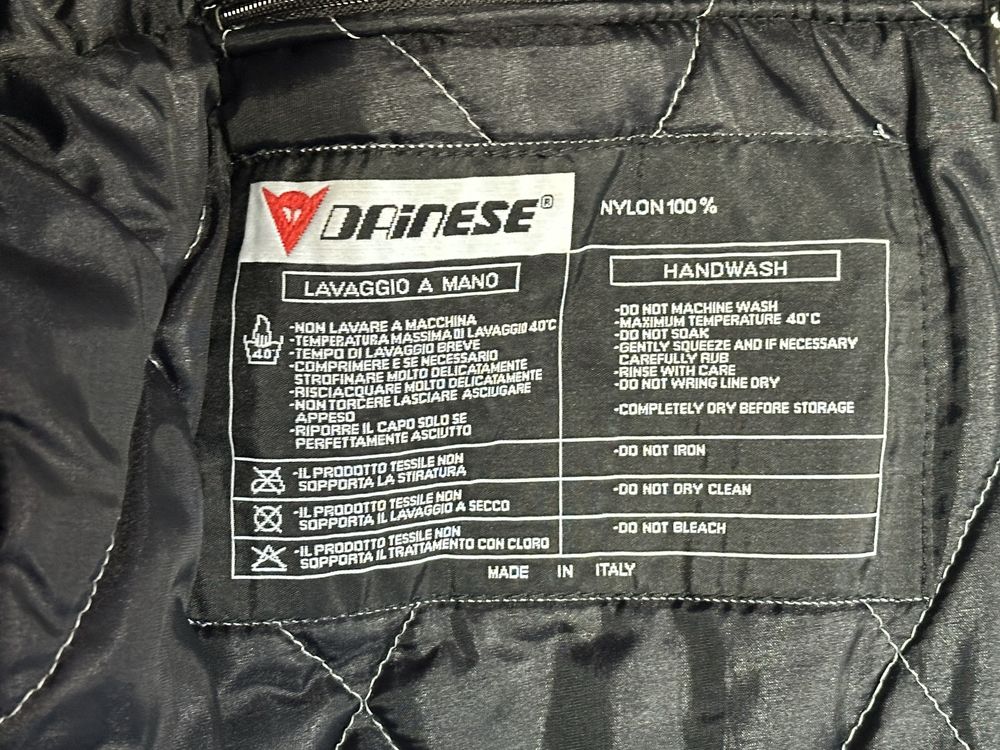 DAINESE®
NYLON 100 %
LAVAGGIO A MANO
40
-NON LAVARE A MACCHINA
-TEMPERATURA MASSIMA DI LAVAGGIO 40°C
-TEMPO DI LAVAGGIO BREVE
-COMPRIMERE E SE NECESSARIO
STROFINARE MOLTO DELICATAMENTE
-RISCIACQUARE MOLTO DELICATAMENTE
-NON TORCERE LASCIARE ASCIUGARE
APPESO
-RIPORRE IL CAPO SOLO SE
PERFETTAMENTE ASCIUTTO
-IL PRODOTTO TESSILE NON
SOPPORTA LA STIRATURA
-IL PRODOTTO TESSILE NON
SOPPORTA IL LAVAGGIO A SECCO
-IL PRODOTTO TESSILE NON
SOPPORTA IL TRATTAMENTO CON CLORO
HANDWASH
-DO NOT MACHINE WASH
-MAXIMUM TEMPERATURE 40°C
-DO NOT SOAK
-GENTLY SQUEEZE AND IF NECESSARY
CAREFULLY RUB
-RINSE WITH CARE
-DO NOT WRING LINE DRY
-COMPLETELY DRY BEFORE STORAGE
-DO NOT IRON
-DO NOT DRY CLEAN
-DO NOT BLEACH
MADE IN ITALY